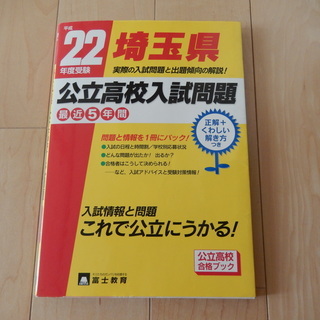 平成
22
年度受験
埼玉県
実際の入試問題と出題傾向の解説!
公立高校入試問題
最近5年間
正解+
くわしい
解き方
つき
問題と情報を1冊にパック!
●入試の日程と時間割/学校別応募状況
●どんな問題が出たか! 出るか?
●合格者はこうして決められる!
――など、入試アドバイスと受験対策情報!
入試情報と問題
これで公立にうかる!
公立高校
合格ブック
富士教育